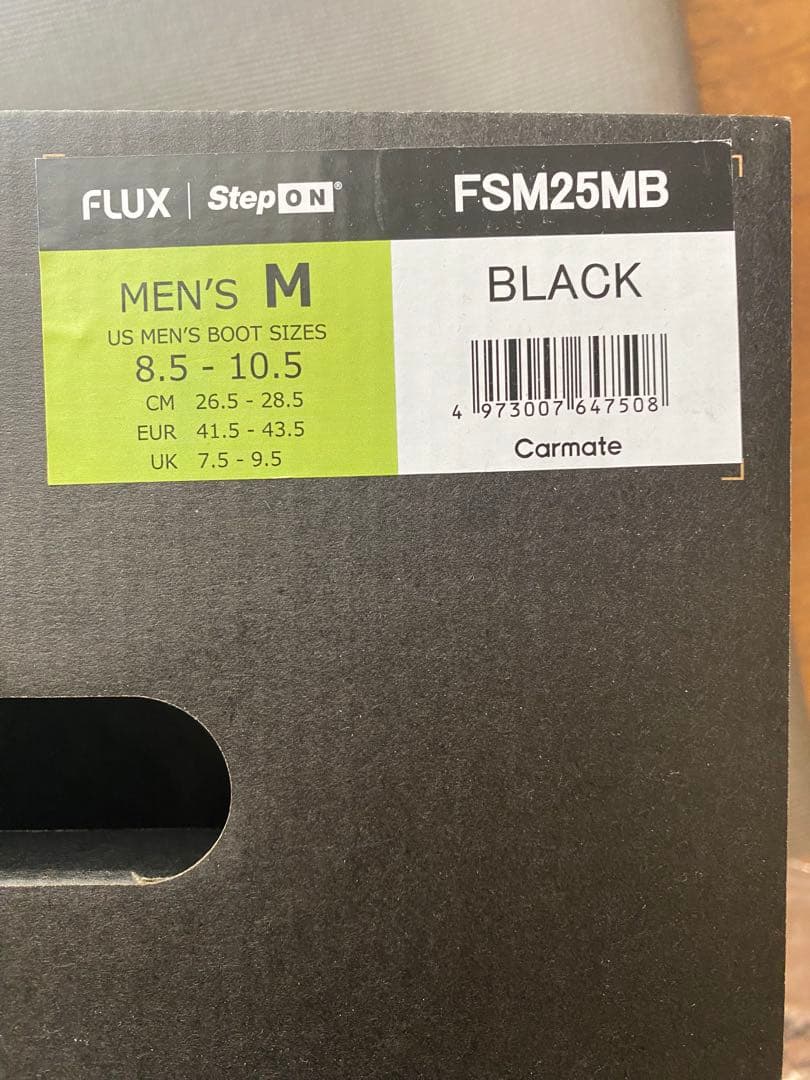 FLUX | StepON®
FSM25MB
MEN'S M
US MEN'S BOOT SIZES
8.5 - 10.5
CM 26.5 - 28.5
EUR 41.5 - 43.5
UK 7.5 - 9.5
BLACK
4 973007 647508
Carmate